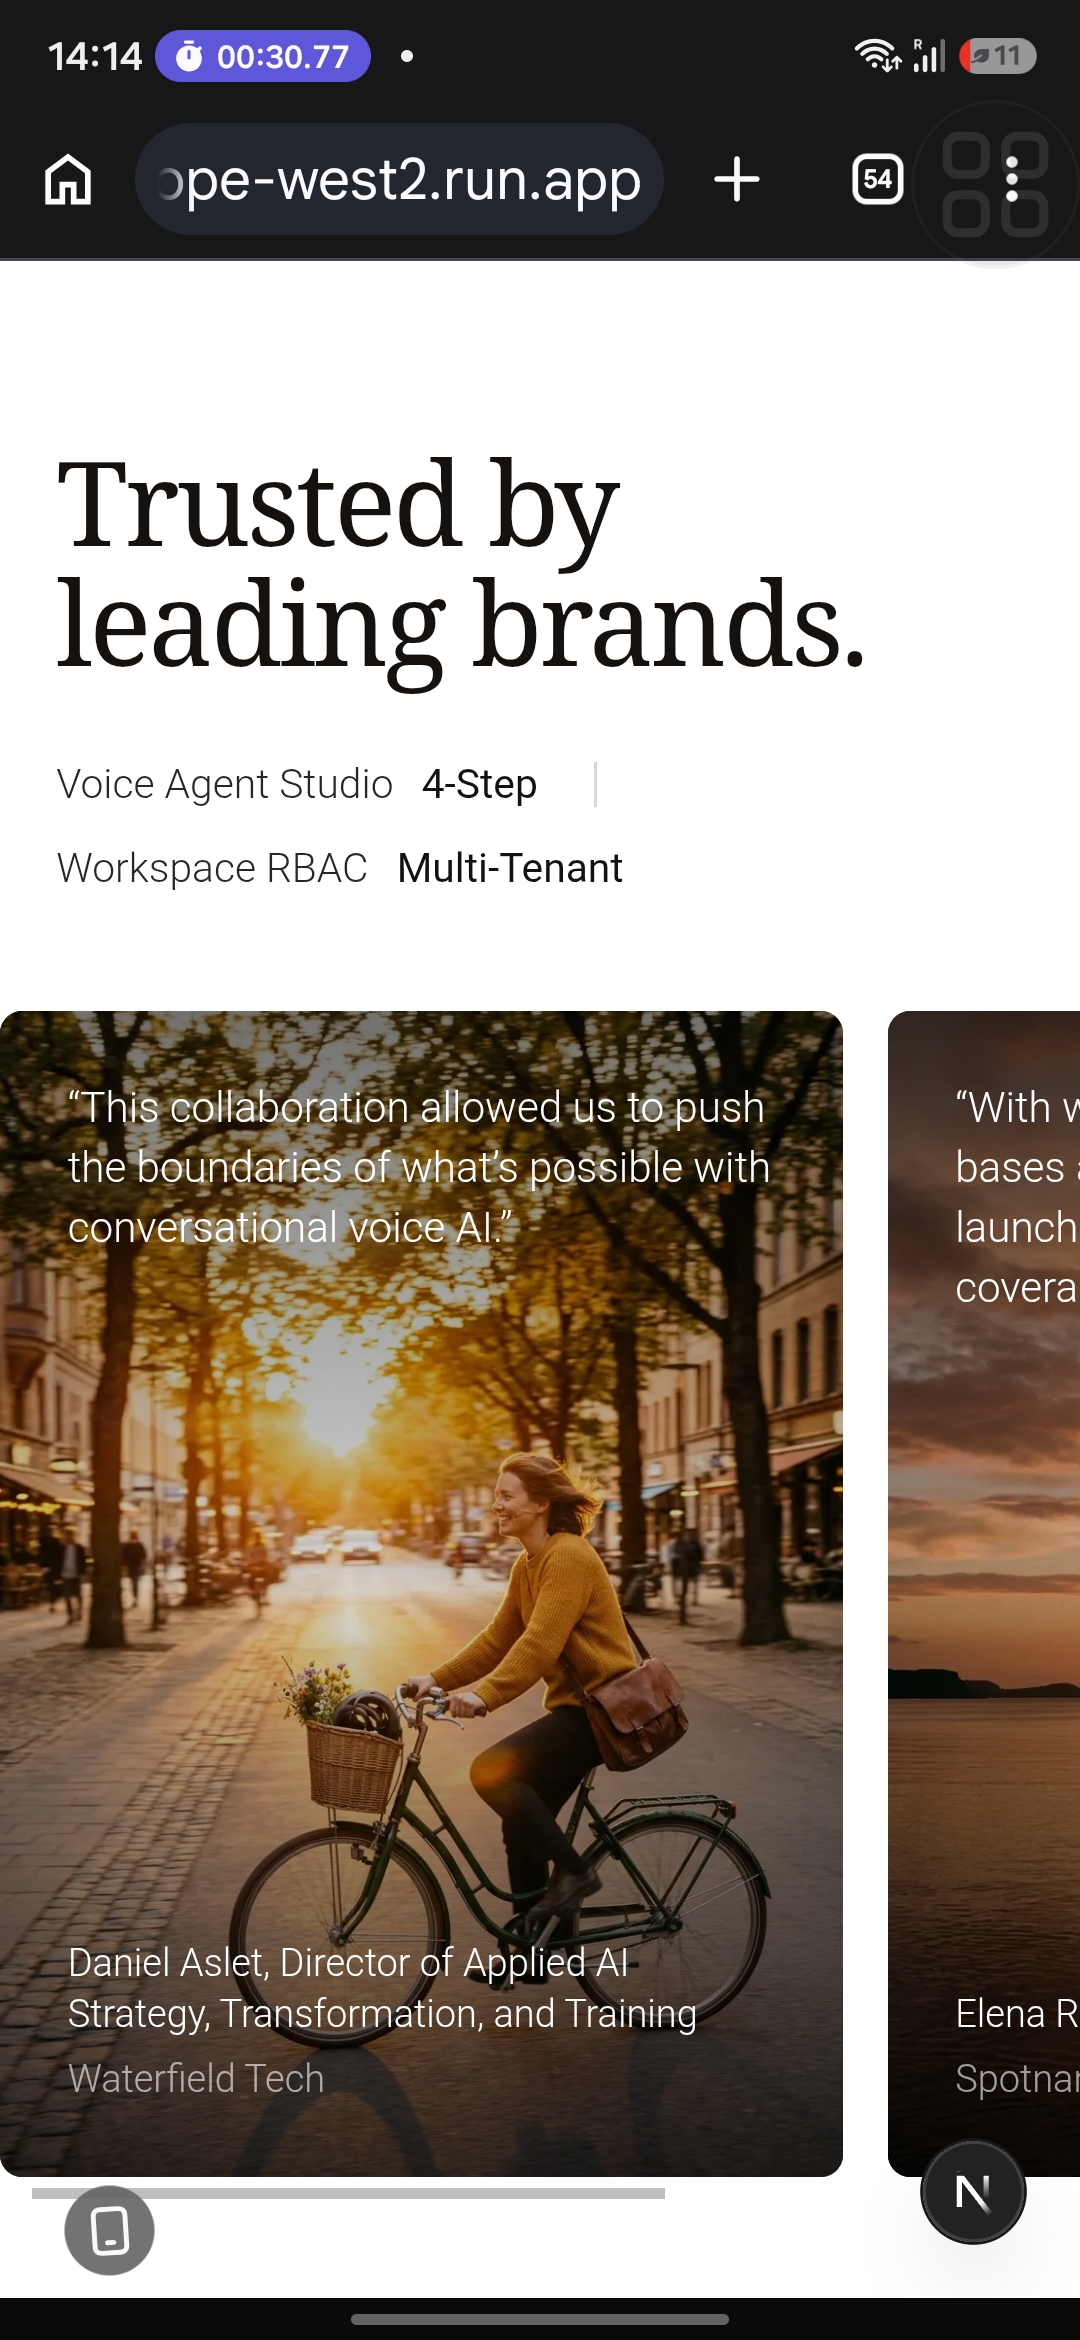 14:14 00:30.77
R 11
ope-west2.run.app
54
Trusted by
leading brands.
Voice Agent Studio 4-Step
Workspace RBAC Multi-Tenant
“This collaboration allowed us to push
the boundaries of what’s possible with
conversational voice AI.”
Daniel Aslet, Director of Applied AI
Strategy, Transformation, and Training
Waterfield Tech
“With
bases
launch
covera
Elena R
Spotna
N